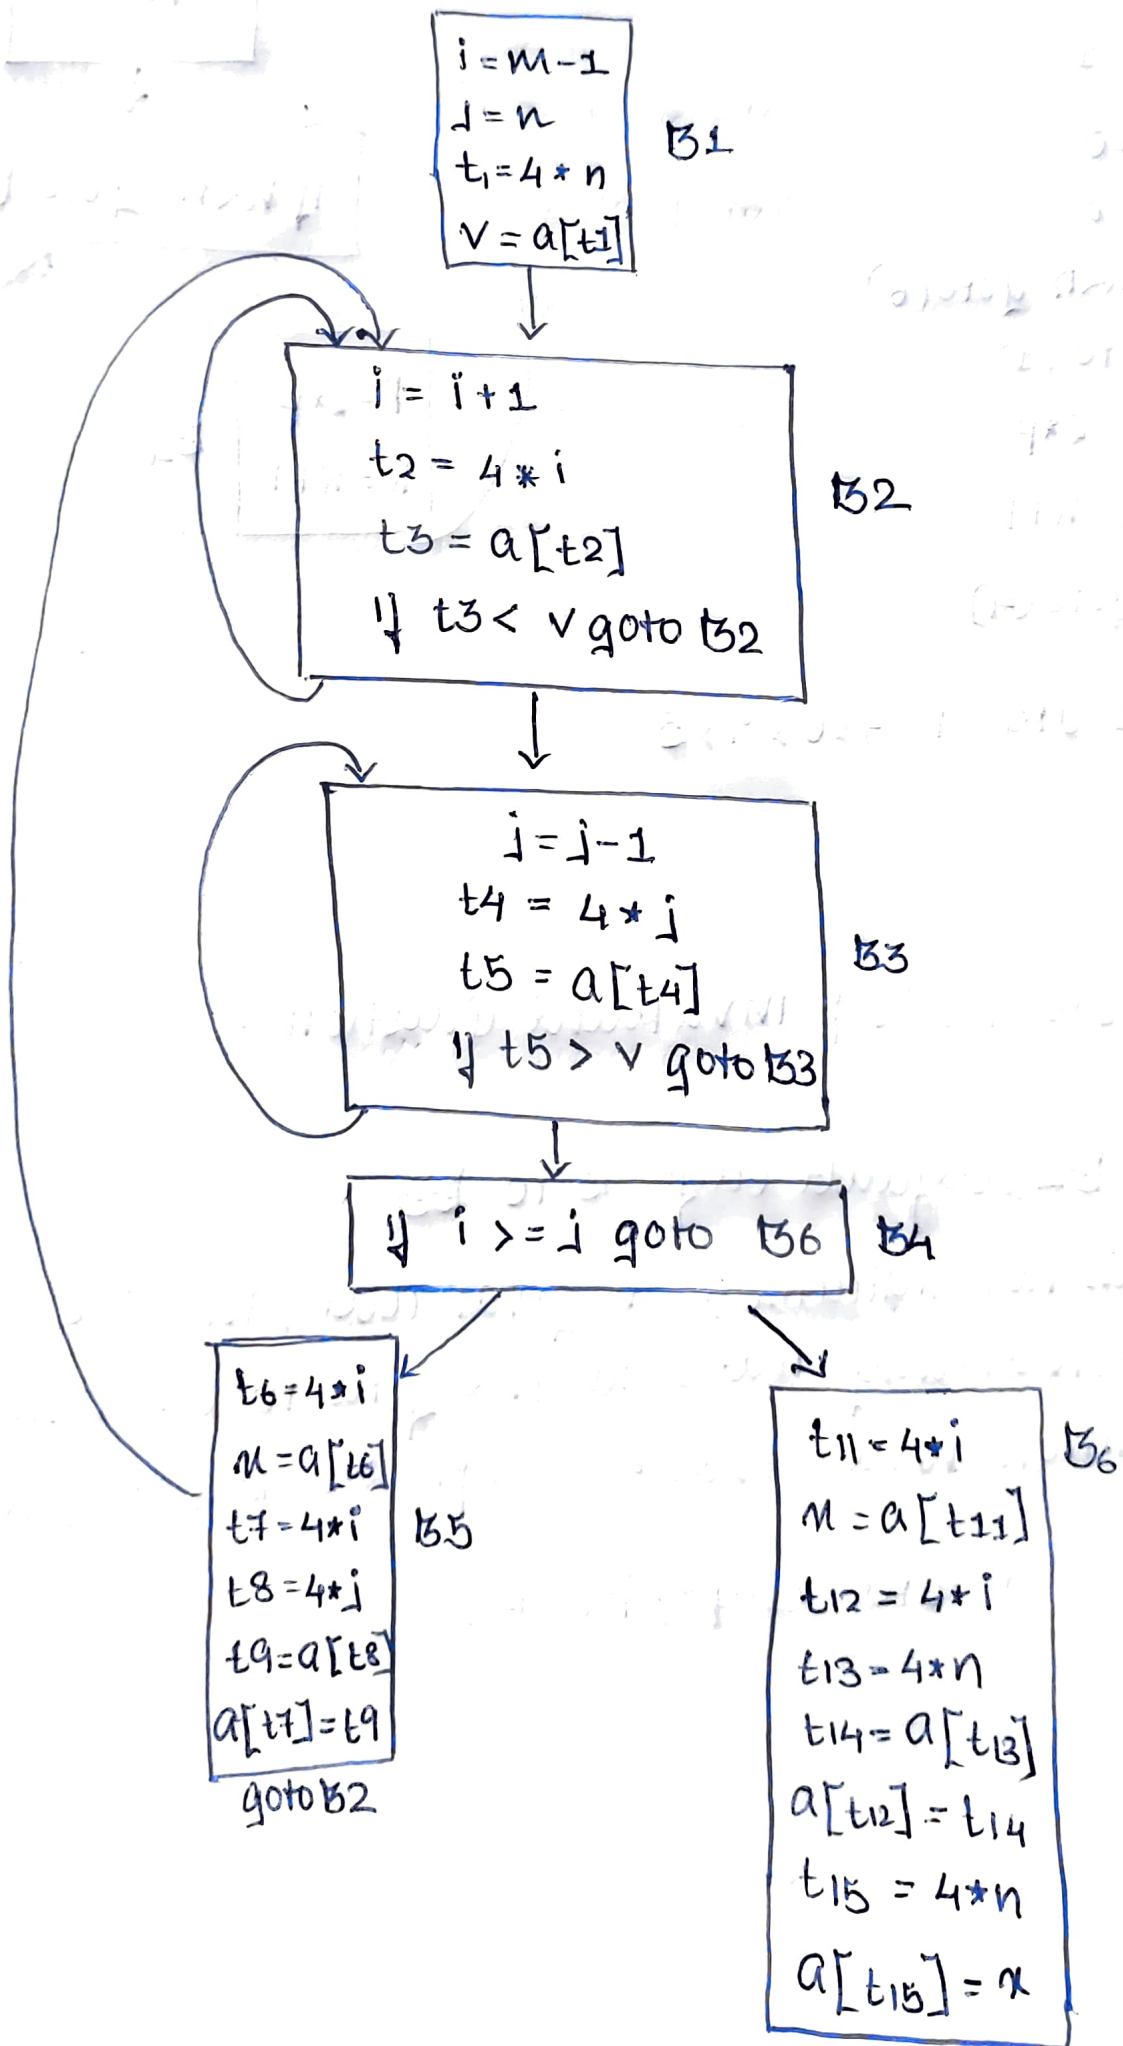 i = m-1
j = n
t1 = 4 * n
v = a[t1]
B1
i = i + 1
t2 = 4 * i
t3 = a[t2]
if t3 < v goto B2
B2
j = j - 1
t4 = 4 * j
t5 = a[t4]
if t5 > v goto B3
B3
if i >= j goto B6
B4
t6 = 4 * i
x = a[t6]
t7 = 4 * i
t8 = 4 * j
t9 = a[t8]
a[t7] = t9
goto B2
B5
t11 = 4 * i
x = a[t11]
t12 = 4 * i
t13 = 4 * n
t14 = a[t13]
a[t12] = t14
t15 = 4 * n
a[t15] = x
B6